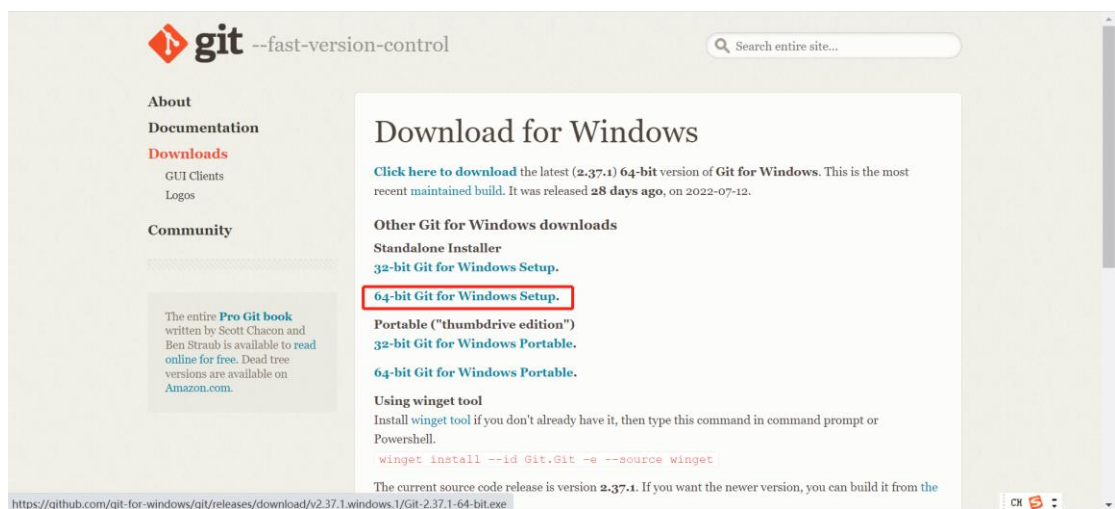 git --fast-version-control
Search entire site...
About
Documentation
Downloads
GUI Clients
Logos
Community
The entire Pro Git book
written by Scott Chacon and
Ben Straub is available to read
online for free. Dead tree
versions are available on
Amazon.com.
Download for Windows
Click here to download the latest (2.37.1) 64-bit version of Git for Windows. This is the most
recent maintained build. It was released 28 days ago, on 2022-07-12.
Other Git for Windows downloads
Standalone Installer
32-bit Git for Windows Setup.
64-bit Git for Windows Setup.
Portable ("thumbdrive edition")
32-bit Git for Windows Portable.
64-bit Git for Windows Portable.
Using winget tool
Install winget tool if you don't already have it, then type this command in command prompt or
Powershell.
winget install --id Git.Git -e --source winget
The current source code release is version 2.37.1. If you want the newer version, you can build it from the
https://github.com/git-for-windows/git/releases/download/v2.37.1.windows.1/Git-2.37.1-64-bit.exe
CH